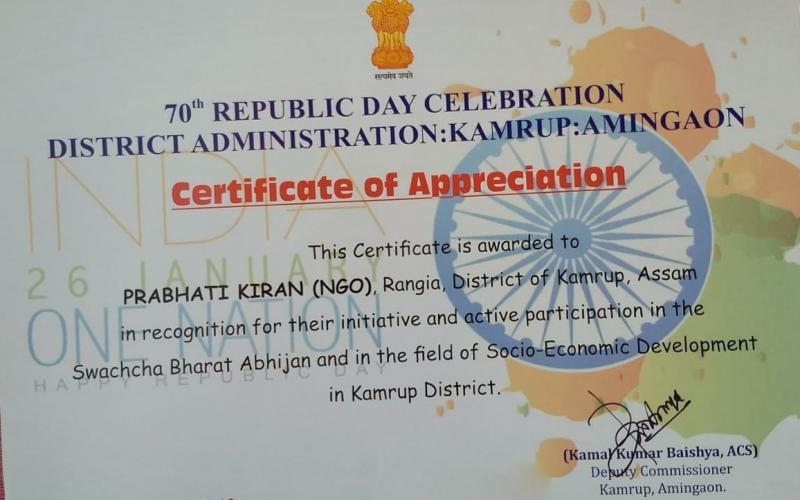 सत्यमेव जयते
70th REPUBLIC DAY CELEBRATION
DISTRICT ADMINISTRATION:KAMRUP:AMINGAON
Certificate of Appreciation
INDIA
26 JANUARY
ONE NATION
HAPPY REPUBLIC DAY
This Certificate is awarded to
PRABHATI KIRAN (NGO), Rangia, District of Kamrup, Assam
in recognition for their initiative and active participation in the
Swachcha Bharat Abhijan and in the field of Socio-Economic Development
in Kamrup District.
(Kamal Kumar Baishya, ACS)
Deputy Commissioner
Kamrup, Amingaon.